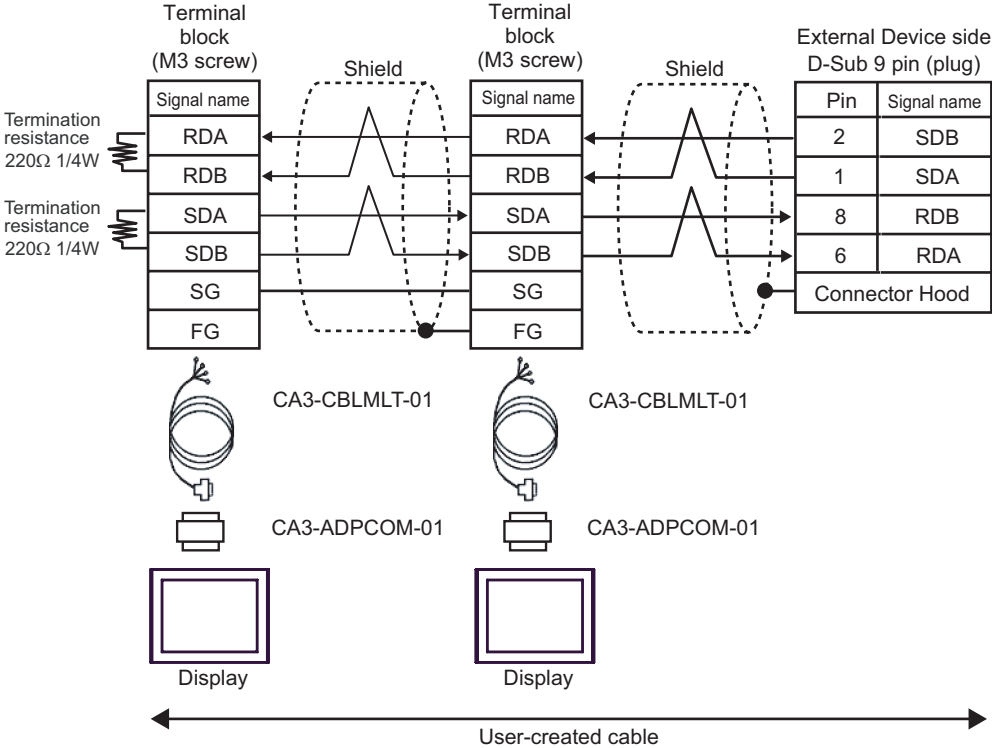 Terminal
block
(M3 screw)
Terminal
block
(M3 screw)
External Device side
D-Sub 9 pin (plug)
Shield
Shield
Signal name
Signal name
Pin
Signal name
Termination
resistance
220Ω 1/4W
RDA
RDA
2
SDB
RDB
RDB
1
SDA
Termination
resistance
220Ω 1/4W
SDA
SDA
8
RDB
SDB
SDB
6
RDA
SG
SG
Connector Hood
FG
FG
CA3-CBLMLT-01
CA3-CBLMLT-01
CA3-ADPCOM-01
CA3-ADPCOM-01
Display
Display
User-created cable